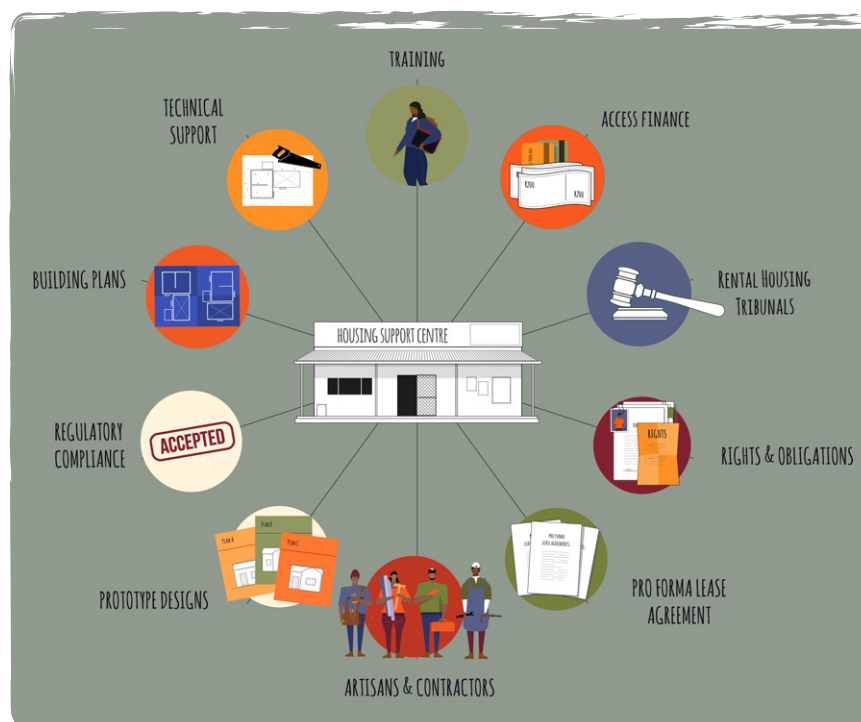 TRAINING
TECHNICAL
SUPPORT
ACCESS FINANCE
R200
R200
BUILDING PLANS
RENTAL HOUSING
TRIBUNALS
HOUSING SUPPORT CENTRE
REGULATORY
COMPLIANCE
ACCEPTED
RIGHTS
RIGHTS & OBLIGATIONS
PLAN A
PLAN B
PLAN C
PROTOTYPE DESIGNS
PRO FORMA
LEASE AGREEMENTS
PRO FORMA LEASE
AGREEMENT
ARTISANS & CONTRACTORS